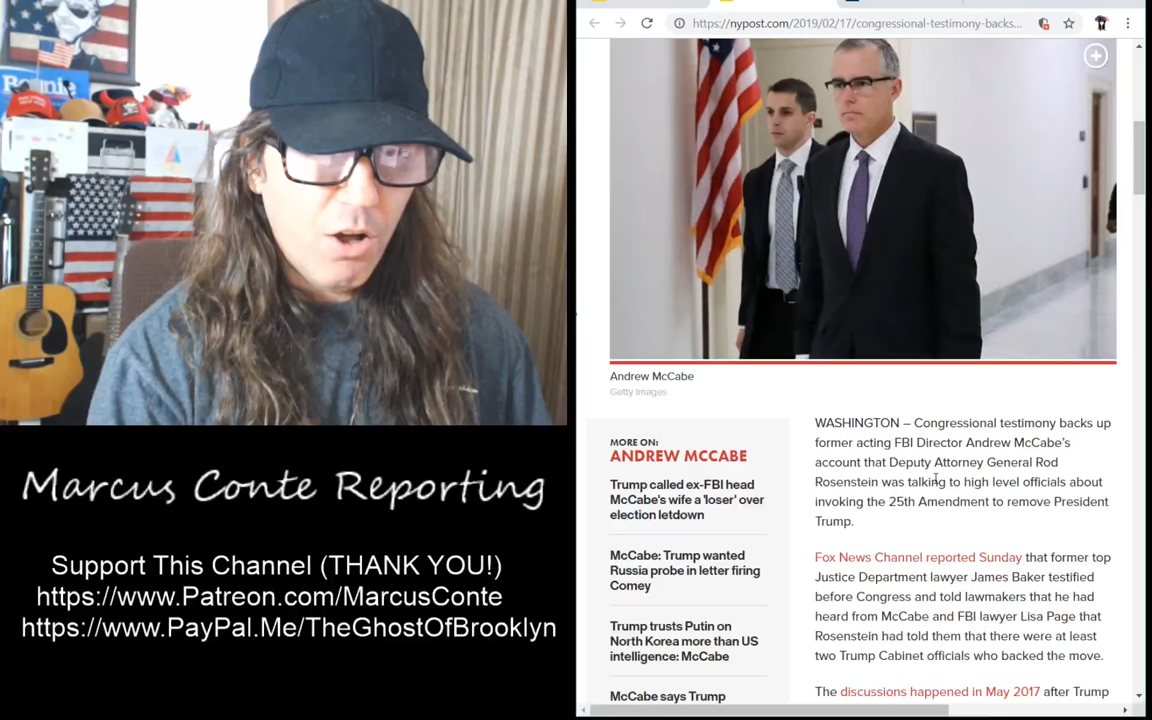 Bernie
https://nypost.com/2019/02/17/congressional-testimony-backs...
Andrew McCabe
Getty Images
MORE ON:
ANDREW MCCABE
Trump called ex-FBI head
McCabe's wife a 'loser' over
election letdown
McCabe: Trump wanted
Russia probe in letter firing
Comey
Trump trusts Putin on
North Korea more than US
intelligence: McCabe
McCabe says Trump
WASHINGTON – Congressional testimony backs up
former acting FBI Director Andrew McCabe's
account that Deputy Attorney General Rod
Rosenstein was talking to high level officials about
invoking the 25th Amendment to remove President
Trump.
Fox News Channel reported Sunday that former top
Justice Department lawyer James Baker testified
before Congress and told lawmakers that he had
heard from McCabe and FBI lawyer Lisa Page that
Rosenstein had told them that there were at least
two Trump Cabinet officials who backed the move.
The discussions happened in May 2017 after Trump
Marcus Conte Reporting
Support This Channel (THANK YOU!)
https://www.Patreon.com/MarcusConte
https://www.PayPal.Me/TheGhostOfBrooklyn